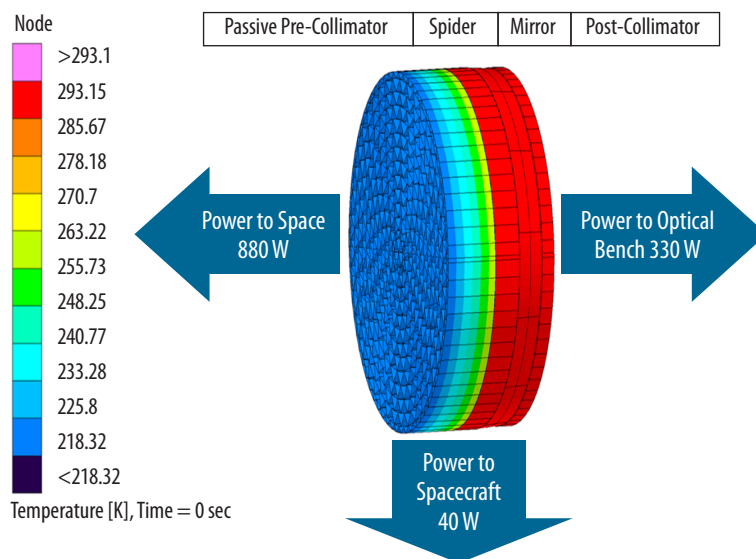 Node
>293.1
293.15
285.67
278.18
270.7
263.22
255.73
248.25
240.77
233.28
225.8
218.32
<218.32
Temperature [K], Time = 0 sec
Passive Pre-Collimator
Spider
Mirror
Post-Collimator
Power to Space
880 W
Power to Optical
Bench 330 W
Power to
Spacecraft
40 W